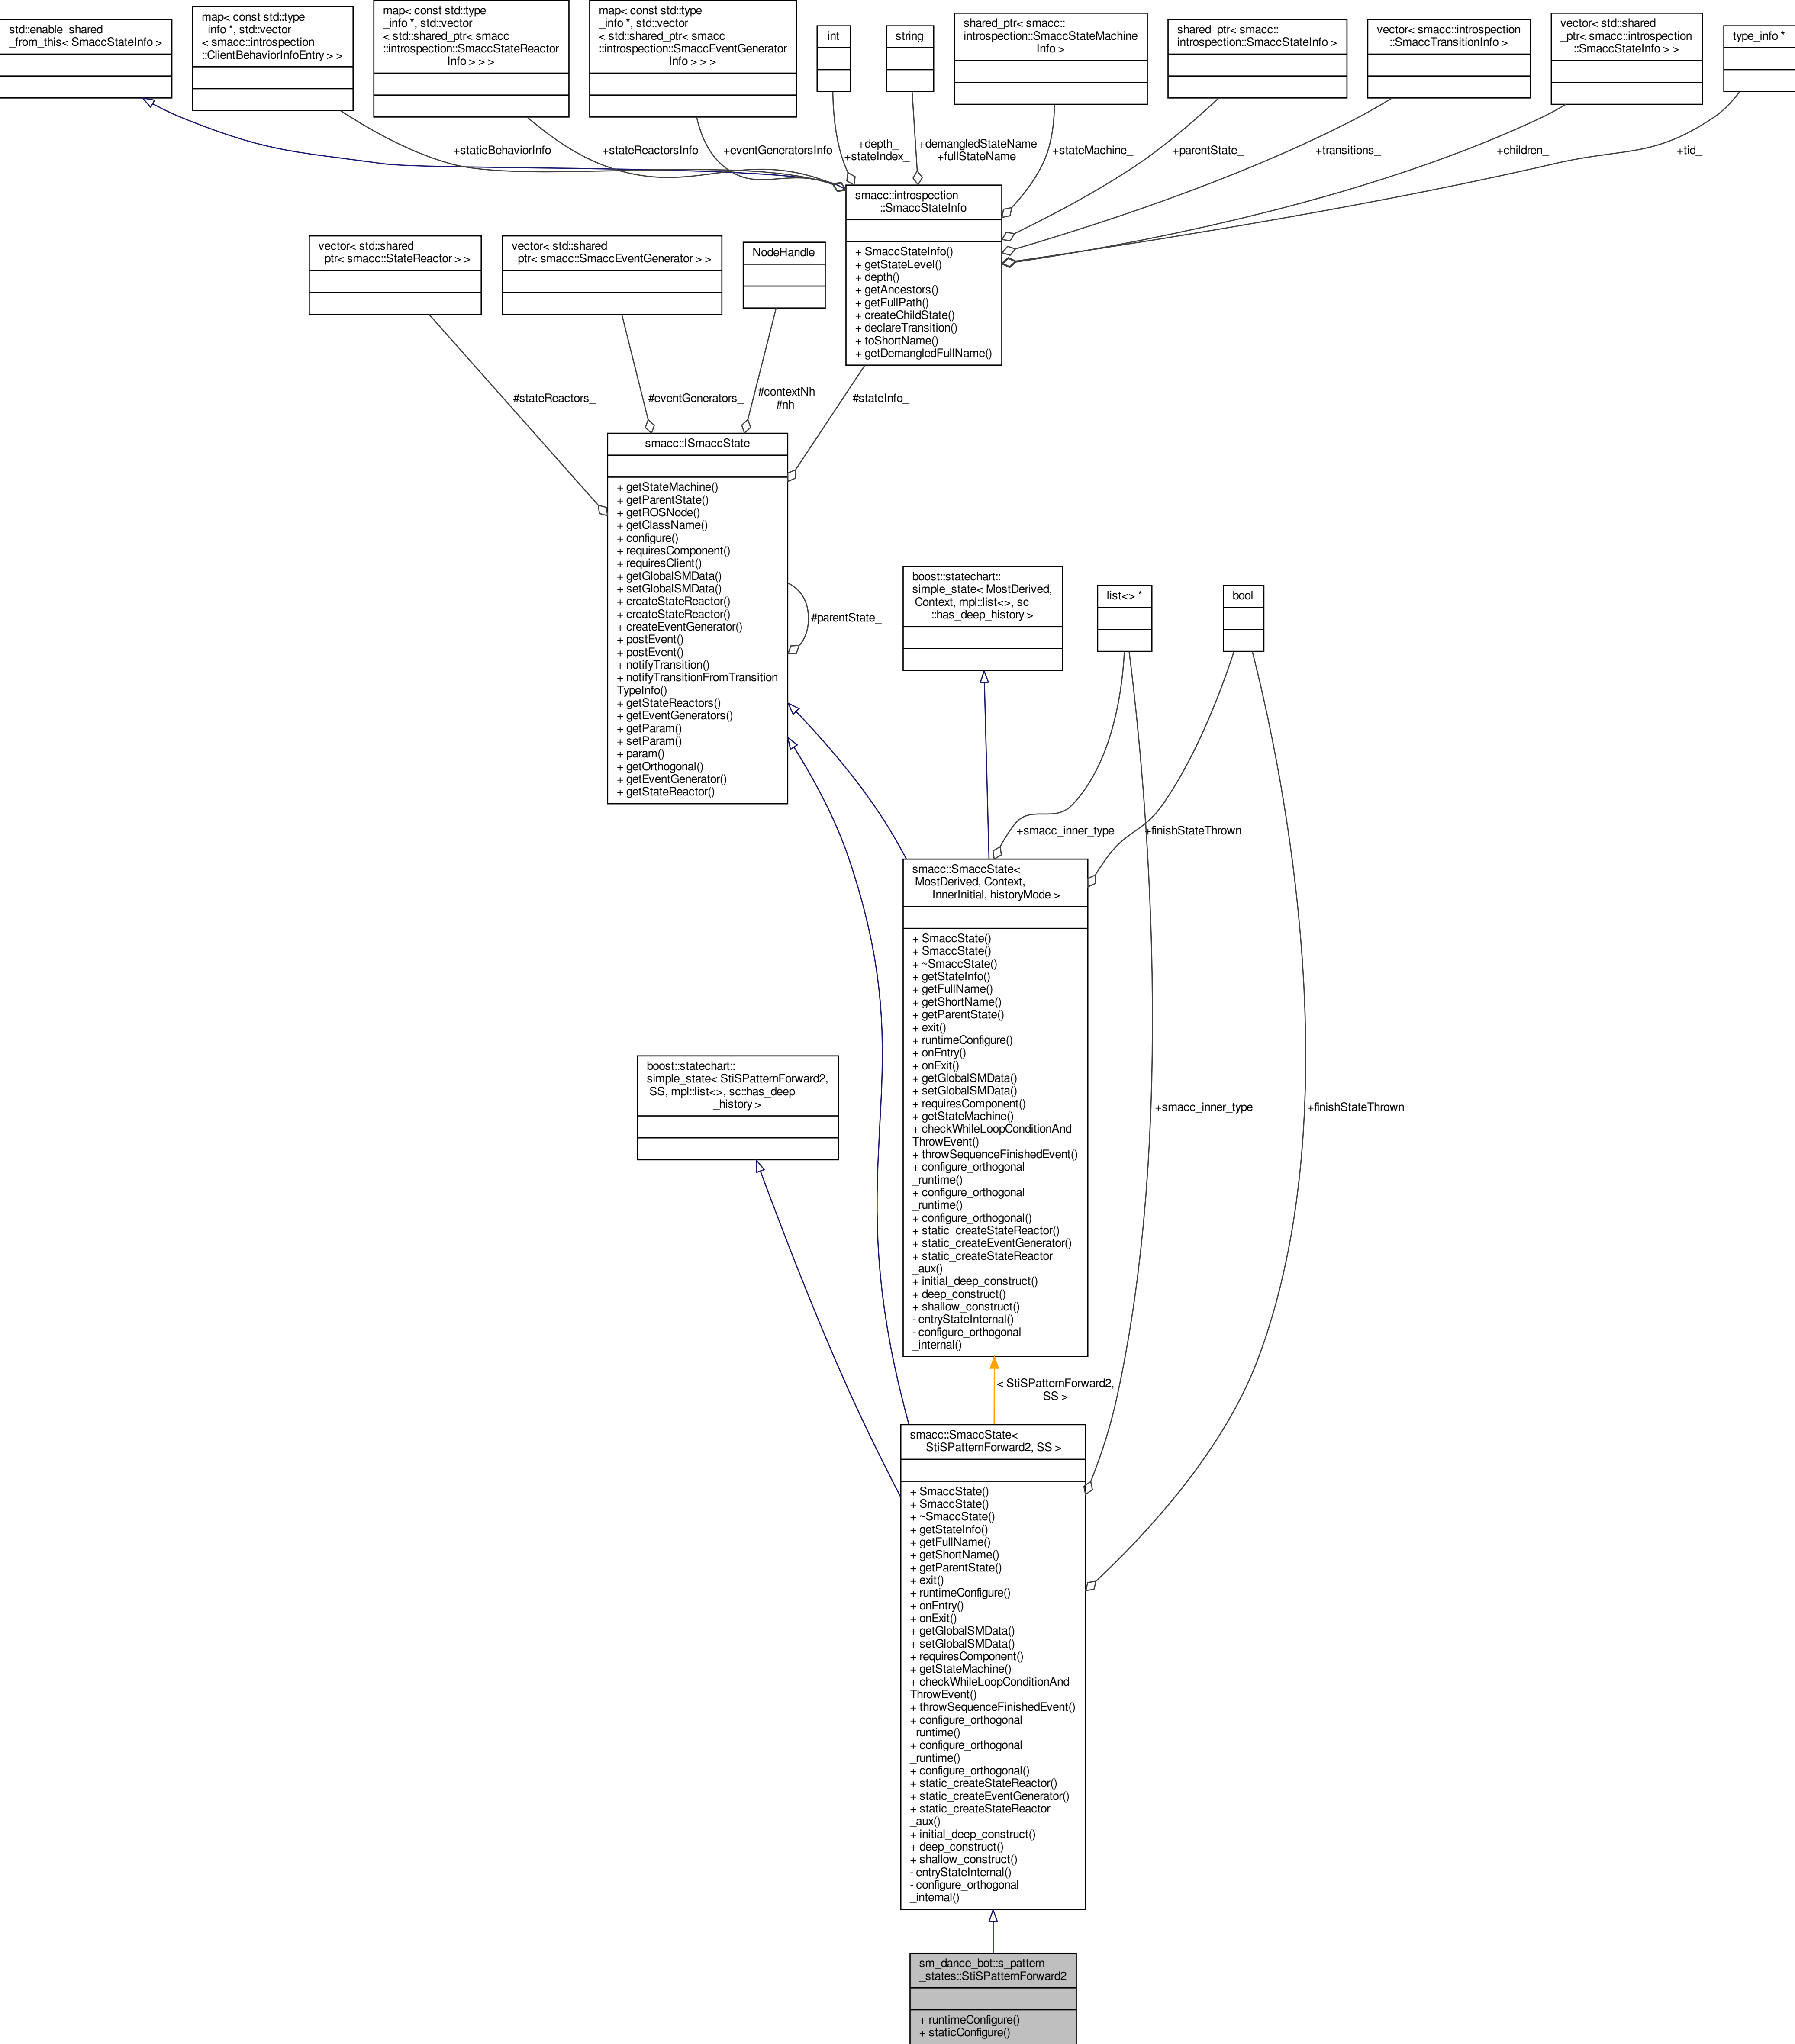 std::enable_shared
_from_this< SmaccStateInfo >
map< const std::type
_info *, std::vector
< smacc::introspection
::ClientBehaviorInfoEntry > >
map< const std::type
_info *, std::vector
< std::shared_ptr< smacc
::introspection::SmaccStateReactor
Info > > >
map< const std::type
_info *, std::vector
< std::shared_ptr< smacc
::introspection::SmaccEventGenerator
Info > > >
int
string
shared_ptr< smacc::
introspection::SmaccStateMachine
Info >
shared_ptr< smacc::
introspection::SmaccStateInfo >
vector< smacc::introspection
::SmaccTransitionInfo >
vector< std::shared
_ptr< smacc::introspection
::SmaccStateInfo > >
type_info *
+staticBehaviorInfo
+stateReactorsInfo
+eventGeneratorsInfo
+depth_
+stateIndex_
+demangledStateName
+fullStateName
+stateMachine_
+parentState_
+transitions_
+children_
+tid_
smacc::introspection
::SmaccStateInfo
+ SmaccStateInfo()
+ getStateLevel()
+ depth()
+ getAncestors()
+ getFullPath()
+ createChildState()
+ declareTransition()
+ toShortName()
+ getDemangledFullName()
vector< std::shared
_ptr< smacc::StateReactor > >
vector< std::shared
_ptr< smacc::SmaccEventGenerator > >
NodeHandle
#stateReactors_
#eventGenerators_
#contextNh
#nh
#stateInfo_
smacc::ISmaccState
+ getStateMachine()
+ getParentState()
+ getROSNode()
+ getClassName()
+ configure()
+ requiresComponent()
+ requiresClient()
+ getGlobalSMData()
+ setGlobalSMData()
+ createStateReactor()
+ createStateReactor()
+ createEventGenerator()
+ postEvent()
+ postEvent()
+ notifyTransition()
+ notifyTransitionFromTransition
TypeInfo()
+ getStateReactors()
+ getEventGenerators()
+ getParam()
+ setParam()
+ param()
+ getOrthogonal()
+ getEventGenerator()
+ getStateReactor()
#parentState_
boost::statechart::
simple_state< MostDerived,
Context, mpl::list<>, sc
::has_deep_history >
list<> *
bool
+smacc_inner_type
+finishStateThrown
smacc::SmaccState<
MostDerived, Context,
InnerInitial, historyMode >
+ SmaccState()
+ SmaccState()
+ ~SmaccState()
+ getStateInfo()
+ getFullName()
+ getShortName()
+ getParentState()
+ exit()
+ runtimeConfigure()
+ onEntry()
+ onExit()
+ getGlobalSMData()
+ setGlobalSMData()
+ requiresComponent()
+ getStateMachine()
+ checkWhileLoopConditionAnd
ThrowEvent()
+ throwSequenceFinishedEvent()
+ configure_orthogonal
_runtime()
+ configure_orthogonal
_runtime()
+ configure_orthogonal()
+ static_createStateReactor()
+ static_createEventGenerator()
+ static_createStateReactor
_aux()
+ initial_deep_construct()
+ deep_construct()
+ shallow_construct()
- entryStateInternal()
- configure_orthogonal
_internal()
boost::statechart::
simple_state< StiSPatternForward2,
SS, mpl::list<>, sc::has_deep
_history >
+smacc_inner_type
+finishStateThrown
< StiSPatternForward2,
SS >
smacc::SmaccState<
StiSPatternForward2, SS >
+ SmaccState()
+ SmaccState()
+ ~SmaccState()
+ getStateInfo()
+ getFullName()
+ getShortName()
+ getParentState()
+ exit()
+ runtimeConfigure()
+ onEntry()
+ onExit()
+ getGlobalSMData()
+ setGlobalSMData()
+ requiresComponent()
+ getStateMachine()
+ checkWhileLoopConditionAnd
ThrowEvent()
+ throwSequenceFinishedEvent()
+ configure_orthogonal
_runtime()
+ configure_orthogonal
_runtime()
+ configure_orthogonal()
+ static_createStateReactor()
+ static_createEventGenerator()
+ static_createStateReactor
_aux()
+ initial_deep_construct()
+ deep_construct()
+ shallow_construct()
- entryStateInternal()
- configure_orthogonal
_internal()
sm_dance_bot::s_pattern
_states::StiSPatternForward2
+ runtimeConfigure()
+ staticConfigure()